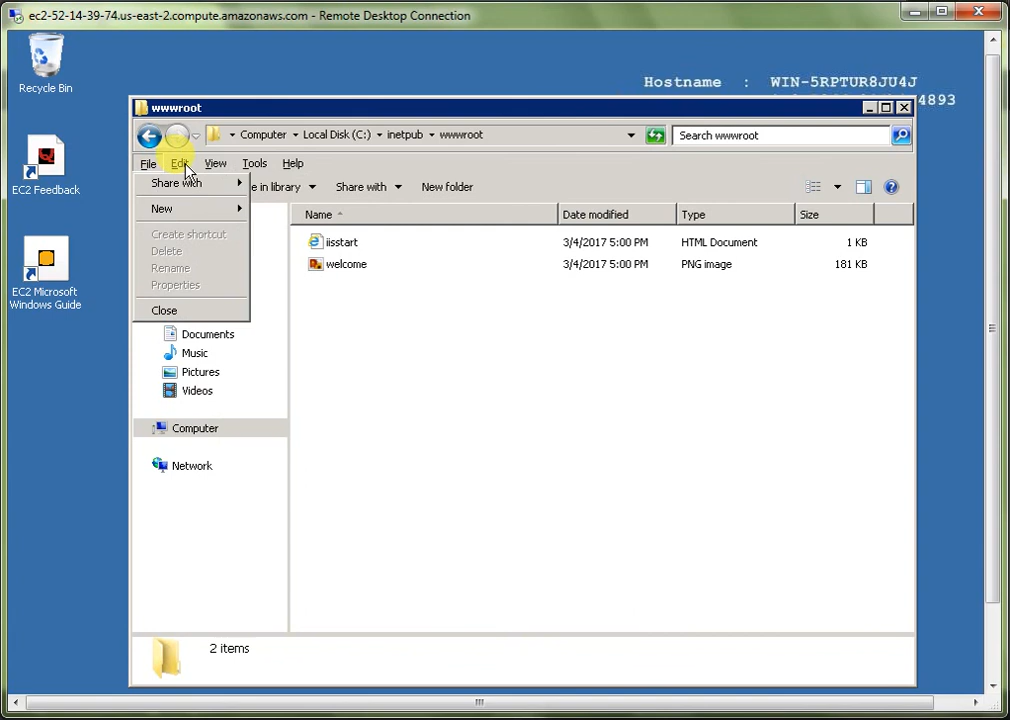 ec2-52-14-39-74.us-east-2.compute.amazonaws.com - Remote Desktop Connection
Recycle Bin
Hostname : WIN-5RPTUR8JU4J
4893
wwwroot
Computer Local Disk (C:) inetpub wwwroot
Search wwwroot
File Edit View Tools Help
Share with
e in library Share with New folder
New
Create shortcut
Delete
Rename
Properties
Close
Name Date modified Type Size
iisstart 3/4/2017 5:00 PM HTML Document 1 KB
welcome 3/4/2017 5:00 PM PNG image 181 KB
EC2 Feedback
EC2 Microsoft
Windows Guide
Documents
Music
Pictures
Videos
Computer
Network
2 items